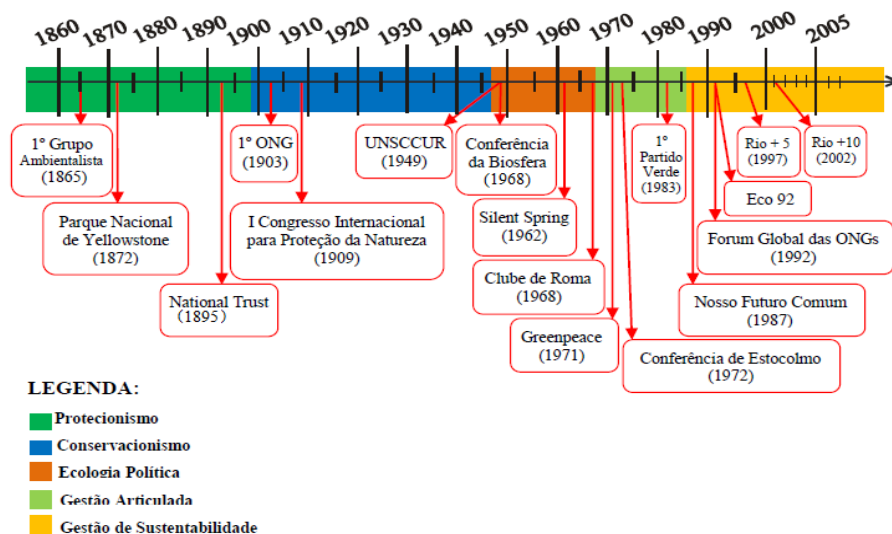 1860 1870 1880 1890 1900 1910 1920 1930 1940 1950 1960 1970 1980 1990 2000 2005
1º Grupo
Ambientalista
(1865)
Parque Nacional
de Yellowstone
(1872)
National Trust
(1895)
1º ONG
(1903)
I Congresso Internacional
para Proteção da Natureza
(1909)
UNSCCUR
(1949)
Conferência
da Biosfera
(1968)
Silent Spring
(1962)
Clube de Roma
(1968)
Greenpeace
(1971)
Conferência de Estocolmo
(1972)
1º
Partido
Verde
(1983)
Nosso Futuro Comum
(1987)
Forum Global das ONGs
(1992)
Eco 92
Rio + 5
(1997)
Rio +10
(2002)
LEGENDA:
Protecionismo
Conservacionismo
Ecologia Política
Gestão Articulada
Gestão de Sustentabilidade